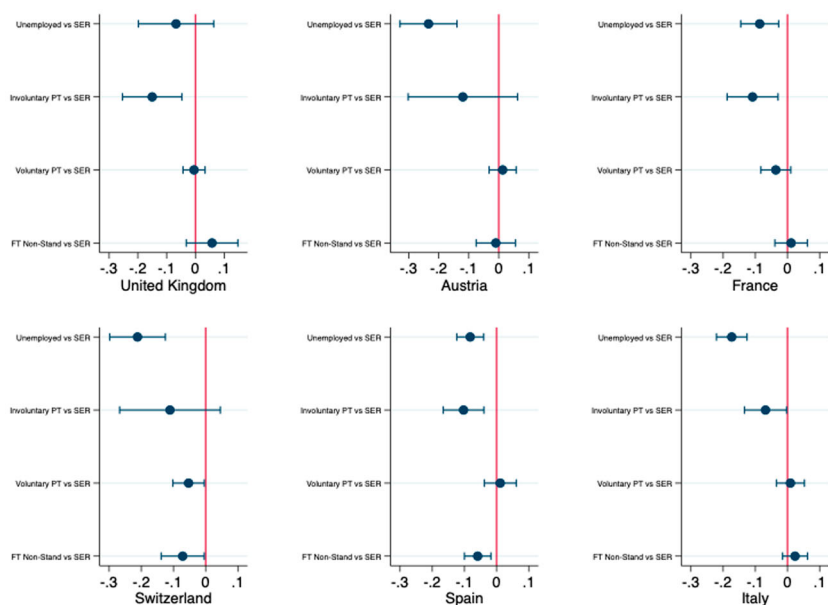 Unemployed vs SER
Involuntary PT vs SER
Voluntary PT vs SER
FT Non-Stand vs SER
-.3 -.2 -.1 0 .1
United Kingdom
Unemployed vs SER
Involuntary PT vs SER
Voluntary PT vs SER
FT Non-Stand vs SER
-.3 -.2 -.1 0 .1
Austria
Unemployed vs SER
Involuntary PT vs SER
Voluntary PT vs SER
FT Non-Stand vs SER
-.3 -.2 -.1 0 .1
France
Unemployed vs SER
Involuntary PT vs SER
Voluntary PT vs SER
FT Non-Stand vs SER
-.3 -.2 -.1 0 .1
Switzerland
Unemployed vs SER
Involuntary PT vs SER
Voluntary PT vs SER
FT Non-Stand vs SER
-.3 -.2 -.1 0 .1
Spain
Unemployed vs SER
Involuntary PT vs SER
Voluntary PT vs SER
FT Non-Stand vs SER
-.3 -.2 -.1 0 .1
Italy